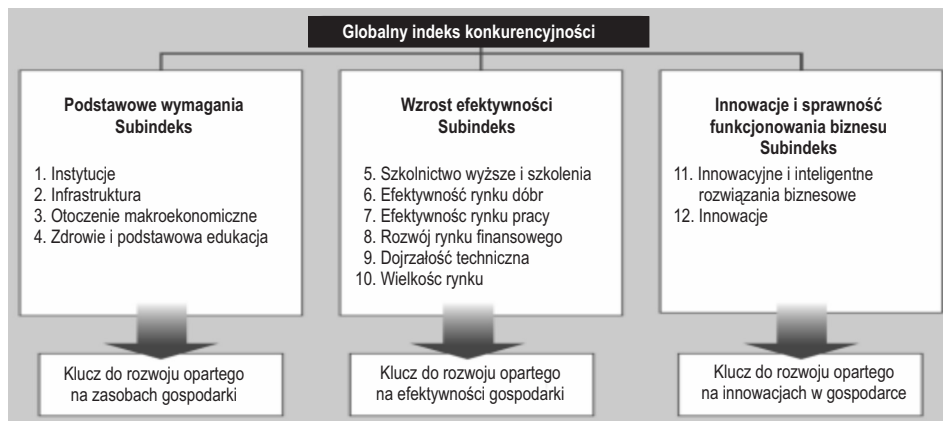 Globalny indeks konkurencyjności
Podstawowe wymagania
Subindeks
1. Instytucje
2. Infrastruktura
3. Otoczenie makroekonomiczne
4. Zdrowie i podstawowa edukacja
Klucz do rozwoju opartego
na zasobach gospodarki
Wzrost efektywności
Subindeks
5. Szkolnictwo wyższe i szkolenia
6. Efektywność rynku dóbr
7. Efektywnośc rynku pracy
8. Rozwój rynku finansowego
9. Dojrzałość techniczna
10. Wielkośc rynku
Klucz do rozwoju opartego
na efektywności gospodarki
Innowacje i sprawność
funkcjonowania biznesu
Subindeks
11. Innowacyjne i inteligentne
rozwiązania biznesowe
12. Innowacje
Klucz do rozwoju opartego
na innowacjach w gospodarce